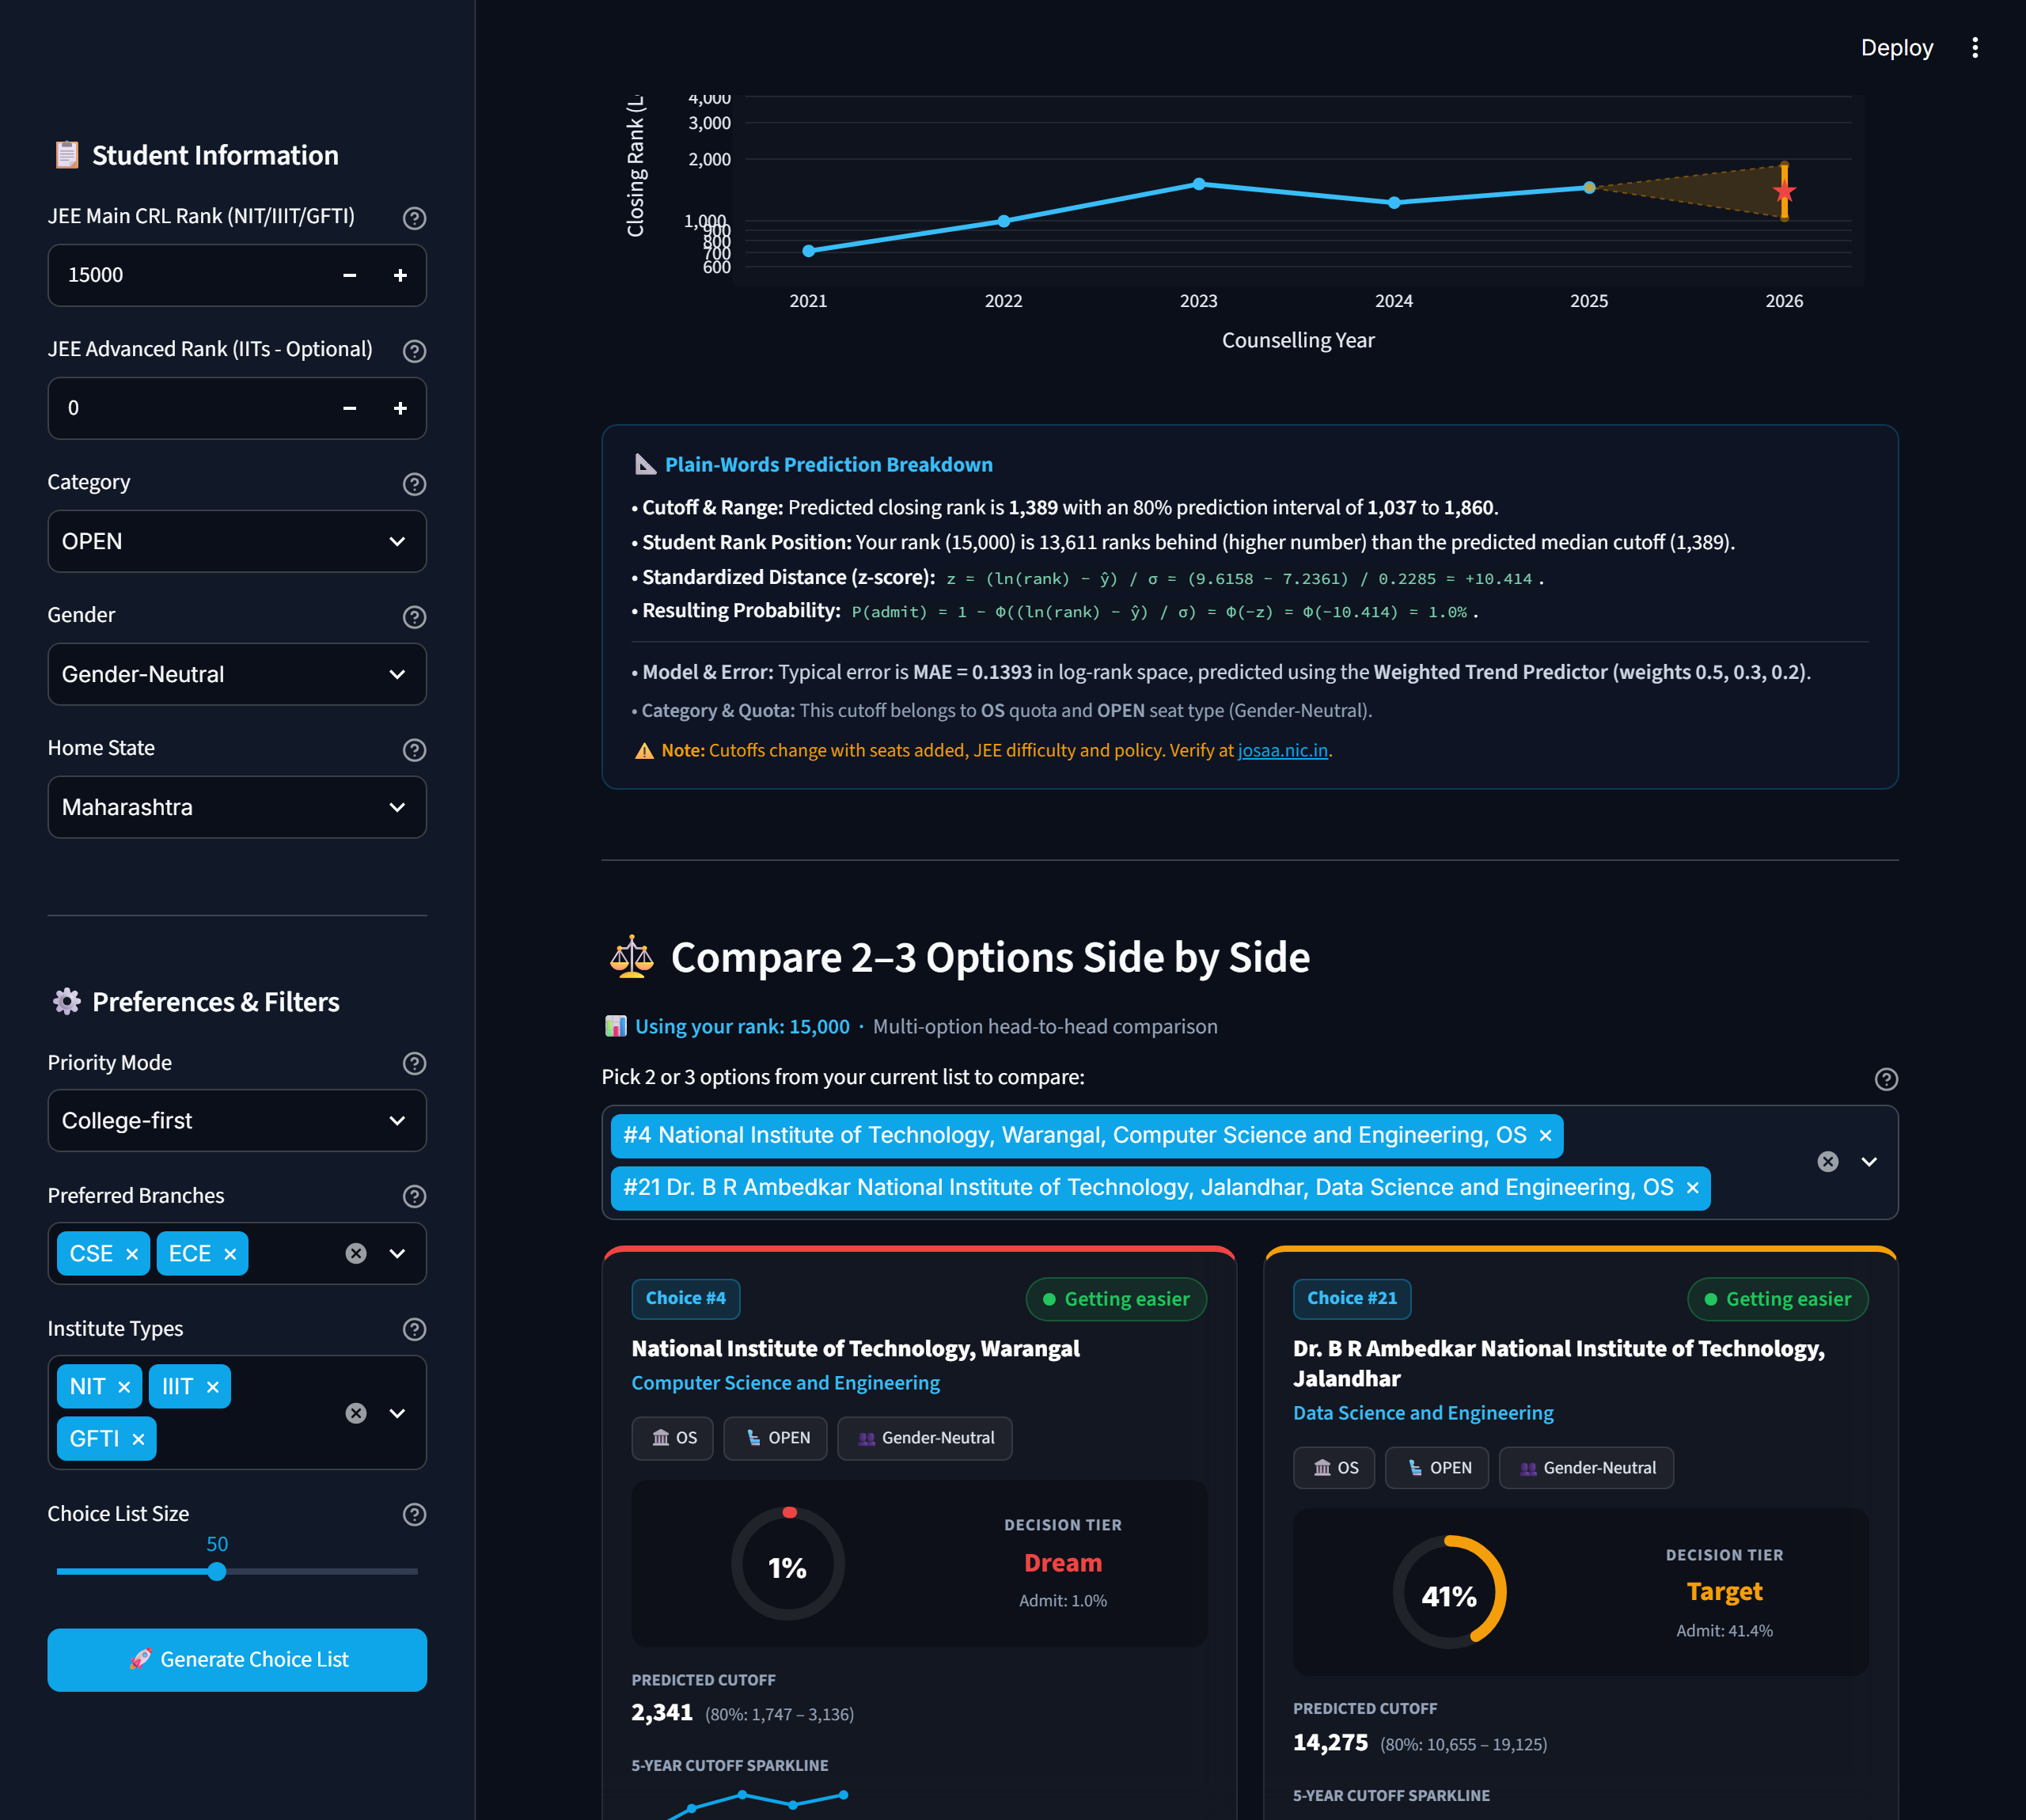 Deploy
📋 Student Information
JEE Main CRL Rank (NIT/IIIT/GFTI)
15000
JEE Advanced Rank (IITs - Optional)
0
Category
OPEN
Gender
Gender-Neutral
Home State
Maharashtra
⚙️ Preferences & Filters
Priority Mode
College-first
Preferred Branches
CSE × ECE ×
Institute Types
NIT × IIIT ×
GFTI ×
Choice List Size
50
🚀 Generate Choice List
Closing Rank (L
4,000
3,000
2,000
1,000
900
800
700
600
2021 2022 2023 2024 2025 2026
Counselling Year
📐 Plain-Words Prediction Breakdown
• Cutoff & Range: Predicted closing rank is 1,389 with an 80% prediction interval of 1,037 to 1,860.
• Student Rank Position: Your rank (15,000) is 13,611 ranks behind (higher number) than the predicted median cutoff (1,389).
• Standardized Distance (z-score): z = (ln(rank) − ŷ) / σ = (9.6158 − 7.2361) / 0.2285 = +10.414 .
• Resulting Probability: P(admit) = 1 − Φ((ln(rank) − ŷ) / σ) = Φ(−z) = Φ(−10.414) = 1.0% .
• Model & Error: Typical error is MAE = 0.1393 in log-rank space, predicted using the Weighted Trend Predictor (weights 0.5, 0.3, 0.2).
• Category & Quota: This cutoff belongs to OS quota and OPEN seat type (Gender-Neutral).
⚠️ Note: Cutoffs change with seats added, JEE difficulty and policy. Verify at josaa.nic.in.
⚖️ Compare 2–3 Options Side by Side
📊 Using your rank: 15,000 · Multi-option head-to-head comparison
Pick 2 or 3 options from your current list to compare:
#4 National Institute of Technology, Warangal, Computer Science and Engineering, OS ×
#21 Dr. B R Ambedkar National Institute of Technology, Jalandhar, Data Science and Engineering, OS ×
Choice #4
Getting easier
National Institute of Technology, Warangal
Computer Science and Engineering
🏛️ OS 💺 OPEN 👥 Gender-Neutral
1%
DECISION TIER
Dream
Admit: 1.0%
PREDICTED CUTOFF
2,341 (80%: 1,747 – 3,136)
5-YEAR CUTOFF SPARKLINE
Choice #21
Getting easier
Dr. B R Ambedkar National Institute of Technology,
Jalandhar
Data Science and Engineering
🏛️ OS 💺 OPEN 👥 Gender-Neutral
41%
DECISION TIER
Target
Admit: 41.4%
PREDICTED CUTOFF
14,275 (80%: 10,655 – 19,125)
5-YEAR CUTOFF SPARKLINE